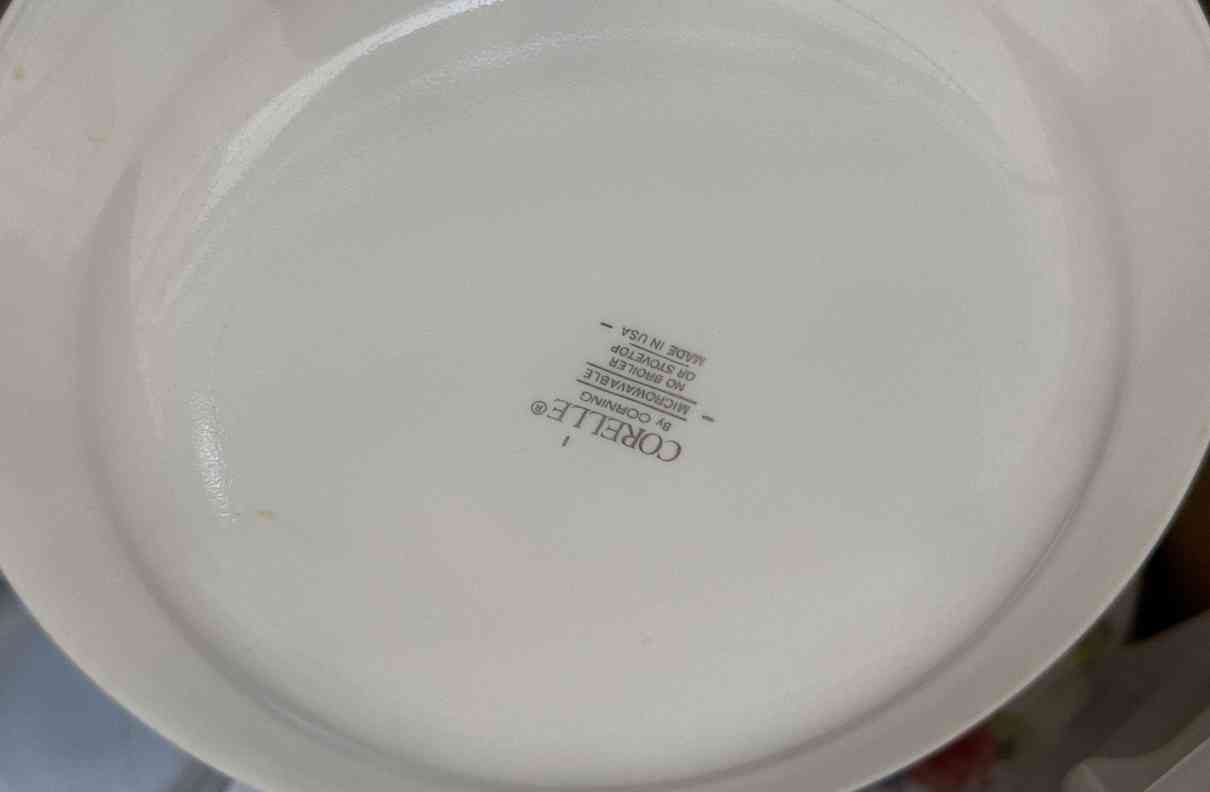 CORELLE®
By CORNING
MICROWAVABLE
NO BROILER
OR STOVETOP
MADE IN USA